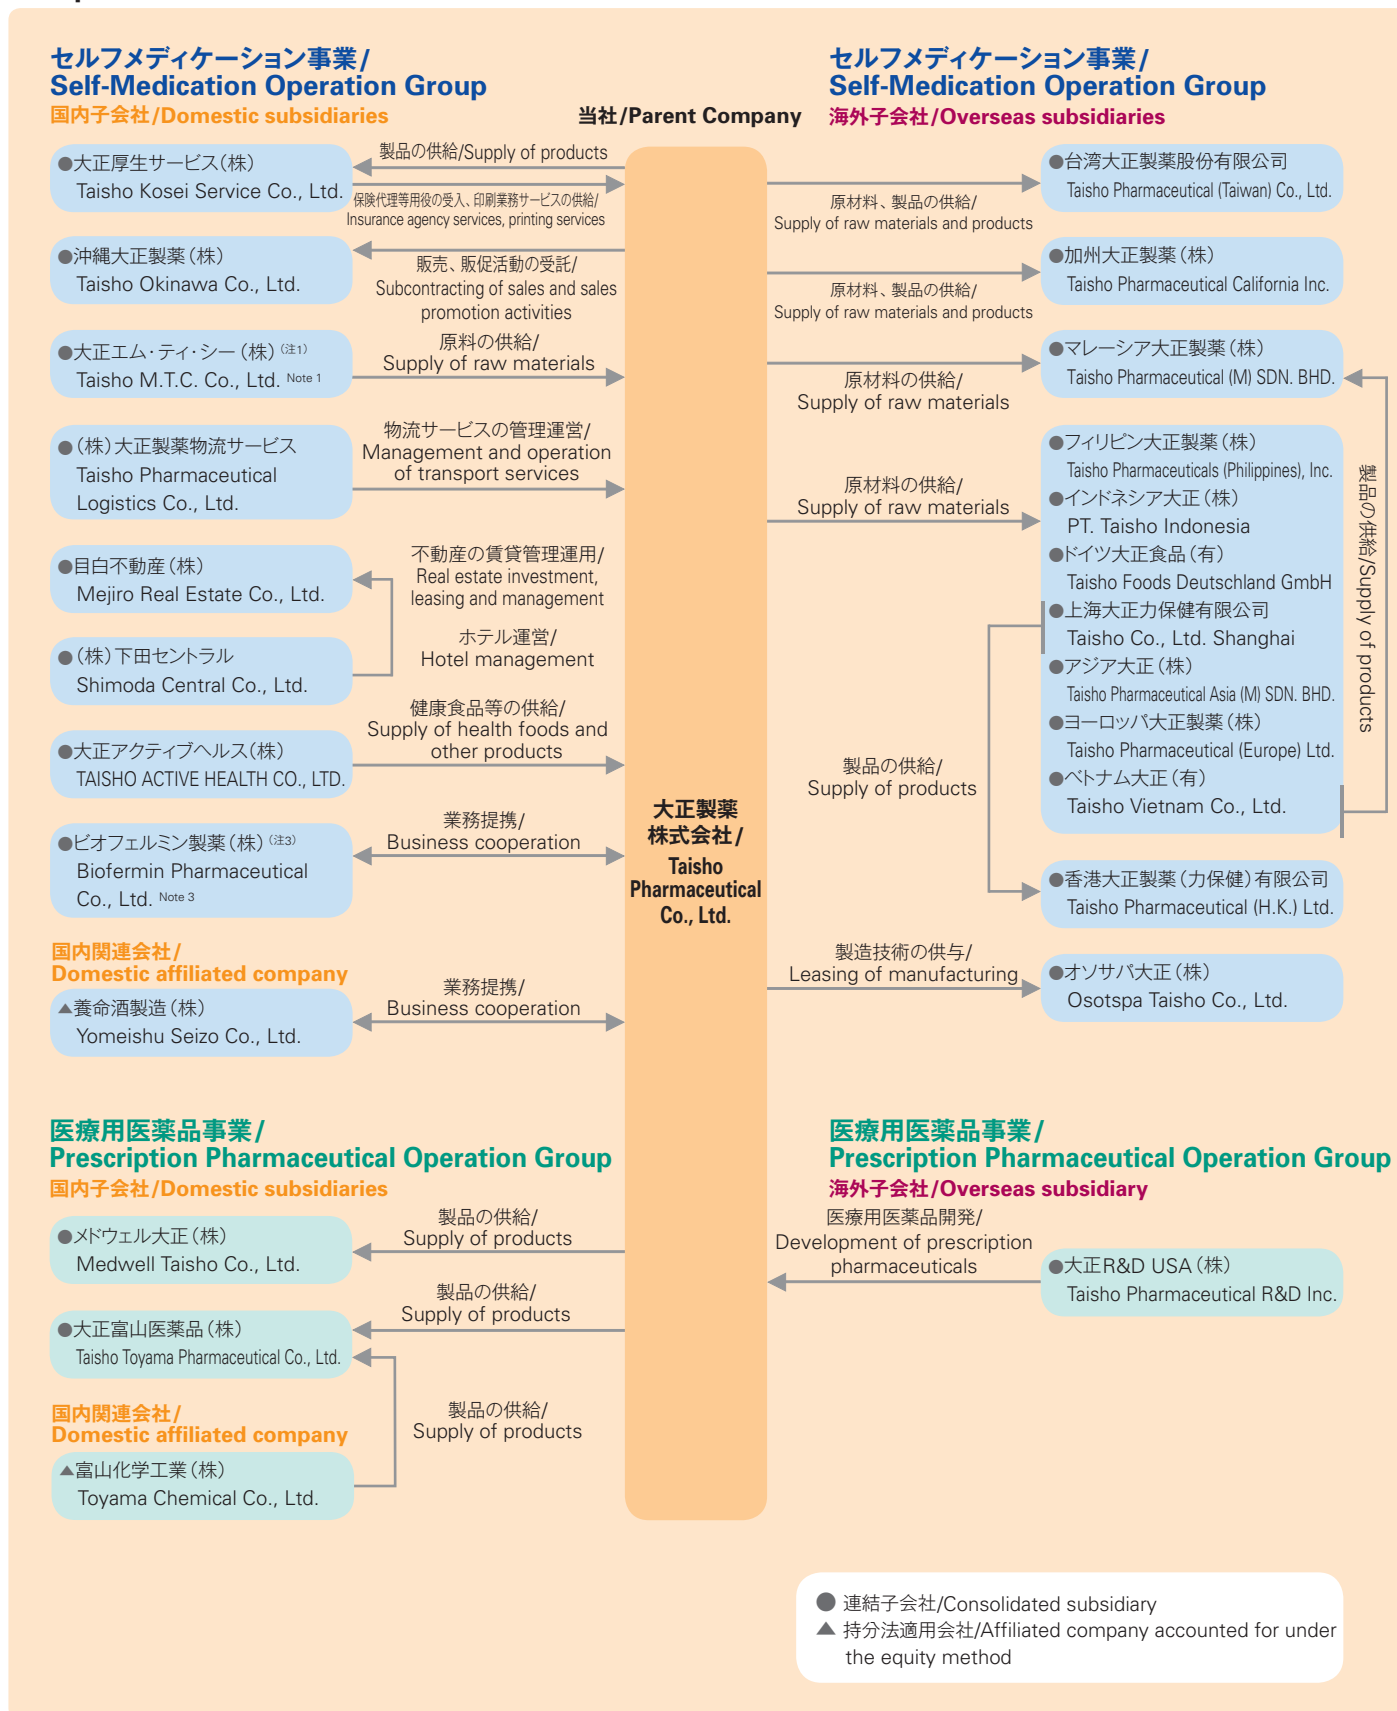 セルフメディケーション事業/
Self-Medication Operation Group
国内子会社/Domestic subsidiaries
●大正厚生サービス(株)
Taisho Kosei Service Co., Ltd.
製品の供給/Supply of products
保険代理等用役の受入、印刷業務サービスの供給/
Insurance agency services, printing services
●沖縄大正製薬(株)
Taisho Okinawa Co., Ltd.
販売、販促活動の受託/
Subcontracting of sales and sales
promotion activities
●大正エム・ティ・シー(株)(注1)
Taisho M.T.C. Co., Ltd. Note 1
原料の供給/
Supply of raw materials
●(株)大正製薬物流サービス
Taisho Pharmaceutical
Logistics Co., Ltd.
物流サービスの管理運営/
Management and operation
of transport services
●目白不動産(株)
Mejiro Real Estate Co., Ltd.
不動産の賃貸管理運用/
Real estate investment,
leasing and management
●(株)下田セントラル
Shimoda Central Co., Ltd.
ホテル運営/
Hotel management
●大正アクティブヘルス(株)
TAISHO ACTIVE HEALTH CO., LTD.
健康食品等の供給/
Supply of health foods and
other products
●ビオフェルミン製薬(株)(注3)
Biofermin Pharmaceutical
Co., Ltd. Note 3
業務提携/
Business cooperation
国内関連会社/
Domestic affiliated company
▲養命酒製造(株)
Yomeishu Seizo Co., Ltd.
業務提携/
Business cooperation
当社/Parent Company
大正製薬
株式会社/
Taisho
Pharmaceutical
Co., Ltd.
セルフメディケーション事業/
Self-Medication Operation Group
海外子会社/Overseas subsidiaries
原材料、製品の供給/
Supply of raw materials and products
●台湾大正製薬股份有限公司
Taisho Pharmaceutical (Taiwan) Co., Ltd.
原材料、製品の供給/
Supply of raw materials and products
●加州大正製薬(株)
Taisho Pharmaceutical California Inc.
原材料の供給/
Supply of raw materials
●マレーシア大正製薬(株)
Taisho Pharmaceutical (M) SDN. BHD.
原材料の供給/
Supply of raw materials
●フィリピン大正製薬(株)
Taisho Pharmaceuticals (Philippines), Inc.
●インドネシア大正(株)
PT. Taisho Indonesia
●ドイツ大正食品(有)
Taisho Foods Deutschland GmbH
●上海大正力保健有限公司
Taisho Co., Ltd. Shanghai
●アジア大正(株)
Taisho Pharmaceutical Asia (M) SDN. BHD.
●ヨーロッパ大正製薬(株)
Taisho Pharmaceutical (Europe) Ltd.
●ベトナム大正(有)
Taisho Vietnam Co., Ltd.
製品の供給/Supply of products
製品の供給/
Supply of products
●香港大正製薬(力保健)有限公司
Taisho Pharmaceutical (H.K.) Ltd.
製造技術の供与/
Leasing of manufacturing
●オソサパ大正(株)
Osotspa Taisho Co., Ltd.
医療用医薬品事業/
Prescription Pharmaceutical Operation Group
国内子会社/Domestic subsidiaries
●メドウェル大正(株)
Medwell Taisho Co., Ltd.
製品の供給/
Supply of products
●大正富山医薬品(株)
Taisho Toyama Pharmaceutical Co., Ltd.
製品の供給/
Supply of products
国内関連会社/
Domestic affiliated company
▲富山化学工業(株)
Toyama Chemical Co., Ltd.
製品の供給/
Supply of products
医療用医薬品事業/
Prescription Pharmaceutical Operation Group
海外子会社/Overseas subsidiary
医療用医薬品開発/
Development of prescription
pharmaceuticals
●大正R&D USA(株)
Taisho Pharmaceutical R&D Inc.
● 連結子会社/Consolidated subsidiary
▲ 持分法適用会社/Affiliated company accounted for under
the equity method